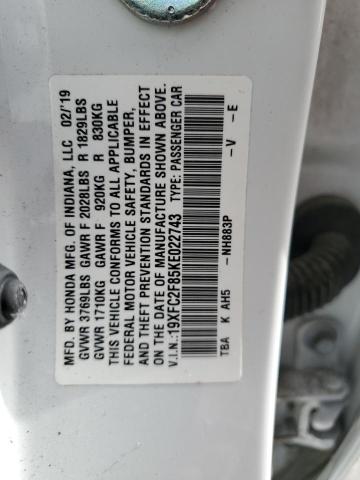 MFD. BY HONDA MFG. OF INDIANA, LLC 02/'19
GVWR 3769LBS GAWR F 2028LBS R 1829LBS
GVWR 1710KG GAWR F 920KG R 830KG
THIS VEHICLE CONFORMS TO ALL APPLICABLE
FEDERAL MOTOR VEHICLE SAFETY, BUMPER,
AND THEFT PREVENTION STANDARDS IN EFFECT
ON THE DATE OF MANUFACTURE SHOWN ABOVE.
V.I.N.:19XFC2F85KE022743 TYPE: PASSENGER CAR
-NH883P -V -E
TBA K AH5